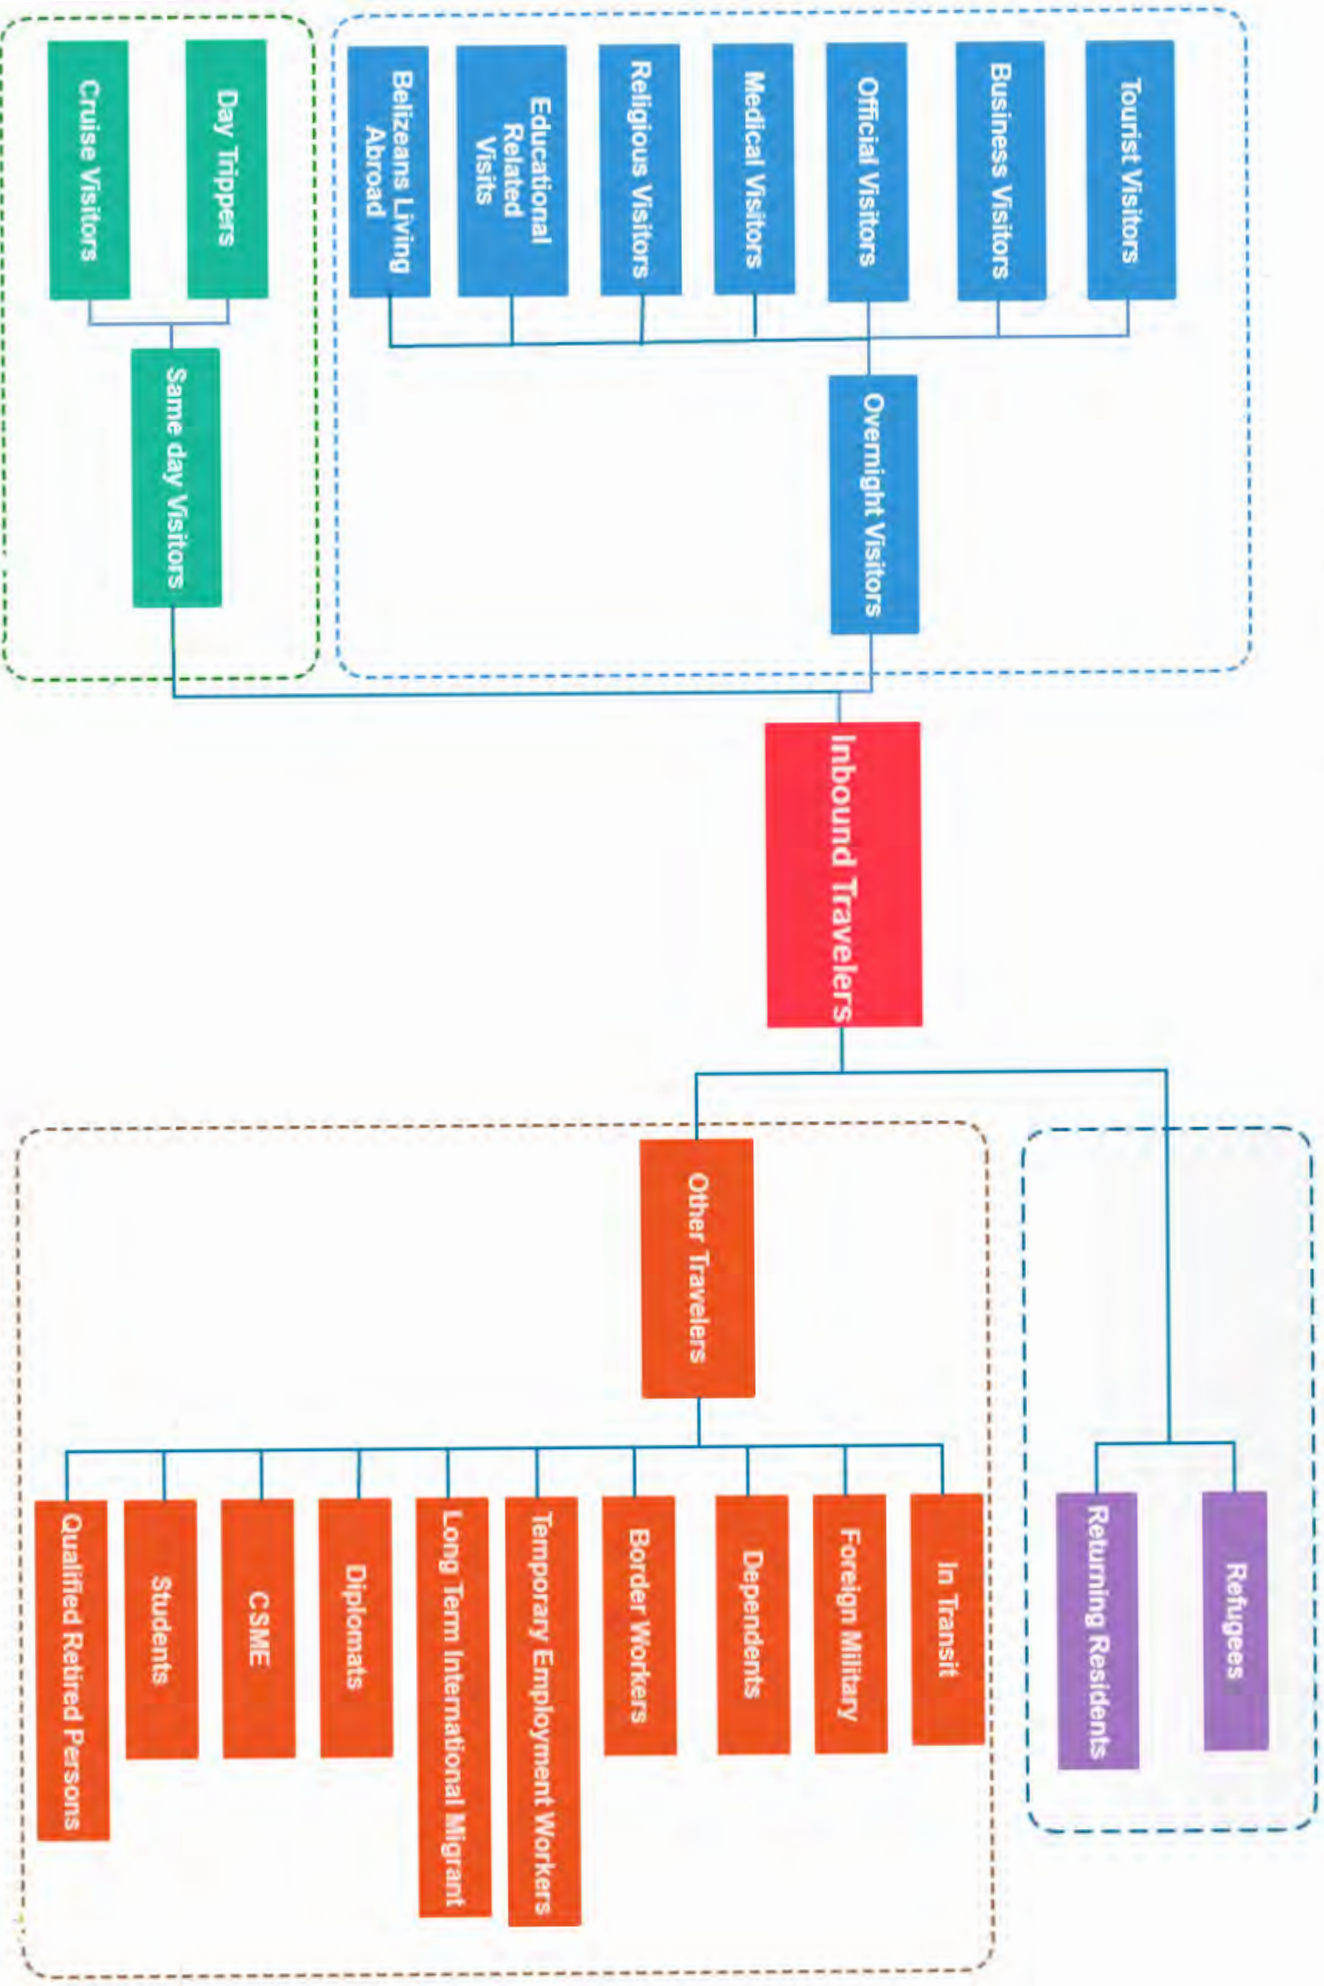 Tourist Visitors
Business Visitors
Official Visitors
Medical Visitors
Religious Visitors
Educational
Related
Visits
Belizeans Living
Abroad
Overnight Visitors
Day Trippers
Cruise Visitors
Same day Visitors
Inbound Travelers
Refugees
Returning Residents
Other Travelers
In Transit
Foreign Military
Dependents
Border Workers
Temporary Employment Workers
Long Term International Migrant
Diplomats
CSME
Students
Qualified Retired Persons